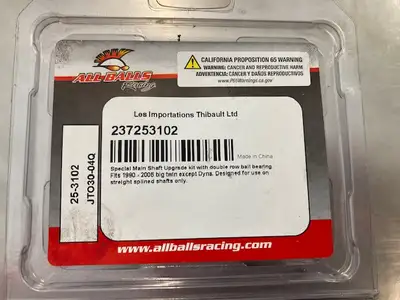 ALL BALLS
Racing
CALIFORNIA PROPOSITION 65 WARNING
WARNING: CANCER AND REPRODUCTIVE HARM
ADVERTENCIA: CANCER Y DAÑOS REPRODUCTIVOS
www.P65Warnings.ca.gov
Les Importations Thibault Ltd
237253102
Made in China
Special Main Shaft Upgrade kit with double row ball bearing.
Fits 1990 - 2006 big twin except Dyna. Designed for use on
straight splined shafts only.
25-3102
JTO30-04Q
www.allballsracing.com